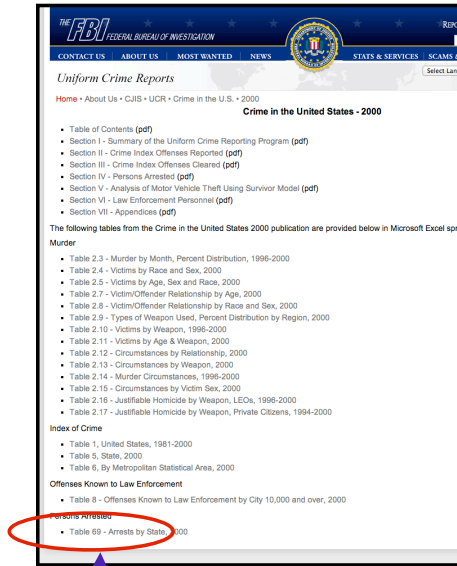 THE FBI FEDERAL BUREAU OF INVESTIGATION
REPO
CONTACT US ABOUT US MOST WANTED NEWS STATS & SERVICES SCAMS &
Uniform Crime Reports
Select Lan
Home • About Us • CJIS • UCR • Crime in the U.S. • 2000
Crime in the United States - 2000
Table of Contents (pdf)
Section I - Summary of the Uniform Crime Reporting Program (pdf)
Section II - Crime Index Offenses Reported (pdf)
Section III - Crime Index Offenses Cleared (pdf)
Section IV - Persons Arrested (pdf)
Section V - Analysis of Motor Vehicle Theft Using Survivor Model (pdf)
Section VI - Law Enforcement Personnel (pdf)
Section VII - Appendices (pdf)
The following tables from the Crime in the United States 2000 publication are provided below in Microsoft Excel spr
Murder
Table 2.3 - Murder by Month, Percent Distribution, 1996-2000
Table 2.4 - Victims by Race and Sex, 2000
Table 2.5 - Victims by Age, Sex and Race, 2000
Table 2.7 - Victim/Offender Relationship by Age, 2000
Table 2.8 - Victim/Offender Relationship by Race and Sex, 2000
Table 2.9 - Types of Weapon Used, Percent Distribution by Region, 2000
Table 2.10 - Victims by Weapon, 1996-2000
Table 2.11 - Victims by Age & Weapon, 2000
Table 2.12 - Circumstances by Relationship, 2000
Table 2.13 - Circumstances by Weapon, 2000
Table 2.14 - Murder Circumstances, 1996-2000
Table 2.15 - Circumstances by Victim Sex, 2000
Table 2.16 - Justifiable Homicide by Weapon, LEOs, 1996-2000
Table 2.17 - Justifiable Homicide by Weapon, Private Citizens, 1994-2000
Index of Crime
Table 1, United States, 1981-2000
Table 5, State, 2000
Table 6, By Metropolitan Statistical Area, 2000
Offenses Known to Law Enforcement
Table 8 - Offenses Known to Law Enforcement by City 10,000 and over, 2000
Persons Arrested
Table 69 - Arrests by State, 2000